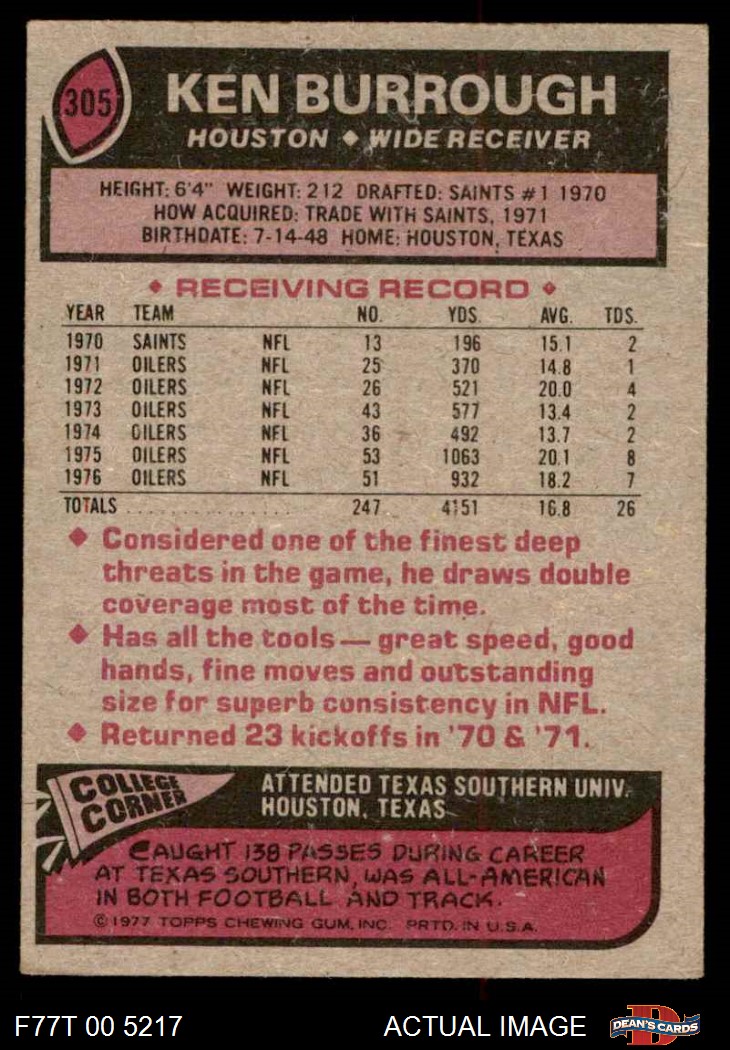 305
KEN BURROUGH
HOUSTON ◆ WIDE RECEIVER
HEIGHT: 6'4" WEIGHT: 212 DRAFTED: SAINTS #1 1970
HOW ACQUIRED: TRADE WITH SAINTS, 1971
BIRTHDATE: 7-14-48 HOME: HOUSTON, TEXAS
◆ RECEIVING RECORD ◆
YEAR TEAM NO. YDS. AVG. TDS.
1970 SAINTS NFL 13 196 15.1 2
1971 OILERS NFL 25 370 14.8 1
1972 OILERS NFL 26 521 20.0 4
1973 OILERS NFL 43 577 13.4 2
1974 OILERS NFL 36 492 13.7 2
1975 OILERS NFL 53 1063 20.1 8
1976 OILERS NFL 51 932 18.2 7
TOTALS ................ 247 4151 16.8 26
◆ Considered one of the finest deep
threats in the game, he draws double
coverage most of the time.
◆ Has all the tools — great speed, good
hands, fine moves and outstanding
size for superb consistency in NFL.
◆ Returned 23 kickoffs in '70 & '71.
COLLEGE
CORNER
ATTENDED TEXAS SOUTHERN UNIV.
HOUSTON, TEXAS
CAUGHT 138 PASSES DURING CAREER
AT TEXAS SOUTHERN, WAS ALL-AMERICAN
IN BOTH FOOTBALL AND TRACK.
© 1977 TOPPS CHEWING GUM, INC. PRTD. IN U.S.A.
F77T 00 5217
ACTUAL IMAGE
D
DEAN'S CARDS